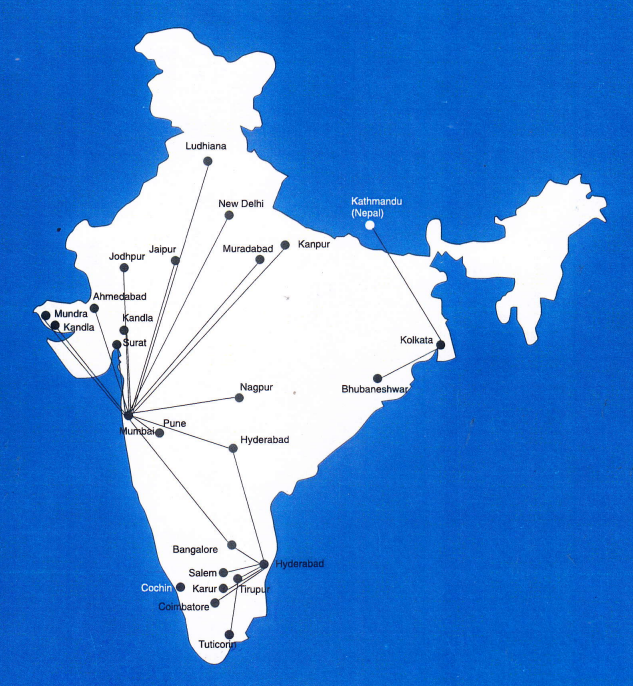 Ludhiana
New Delhi
Kathmandu
(Nepal)
Jaipur
Muradabad
Kanpur
Jodhpur
Ahmedabad
Mundra
Kandla
Kandla
Surat
Kolkata
Nagpur
Bhubaneshwar
Mumbai
Pune
Hyderabad
Bangalore
Hyderabad
Salem
Cochin
Karur
Tirupur
Coimbatore
Tuticorin